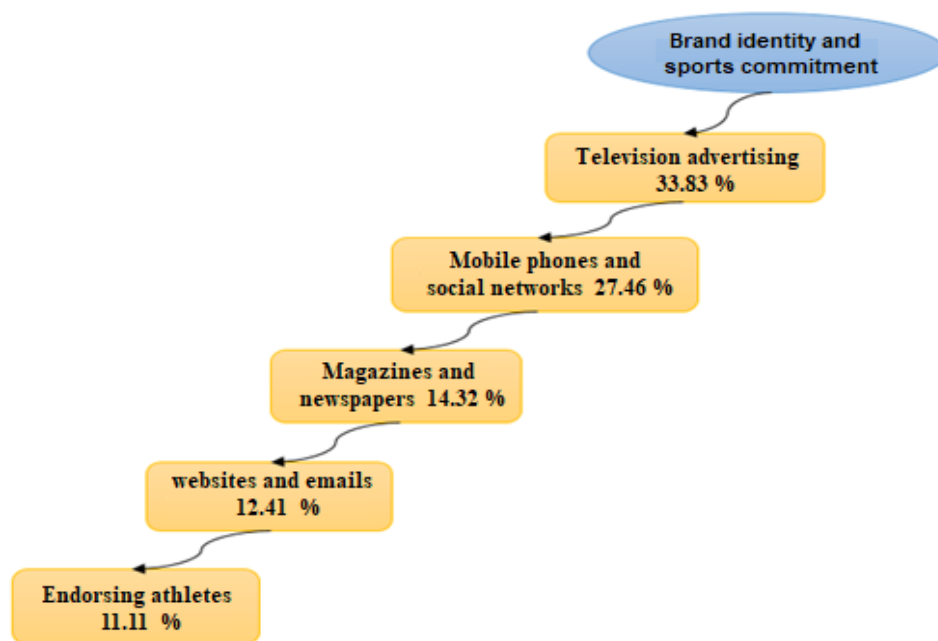 Brand identity and
sports commitment
Television advertising
33.83 %
Mobile phones and
social networks 27.46 %
Magazines and
newspapers 14.32 %
websites and emails
12.41 %
Endorsing athletes
11.11 %